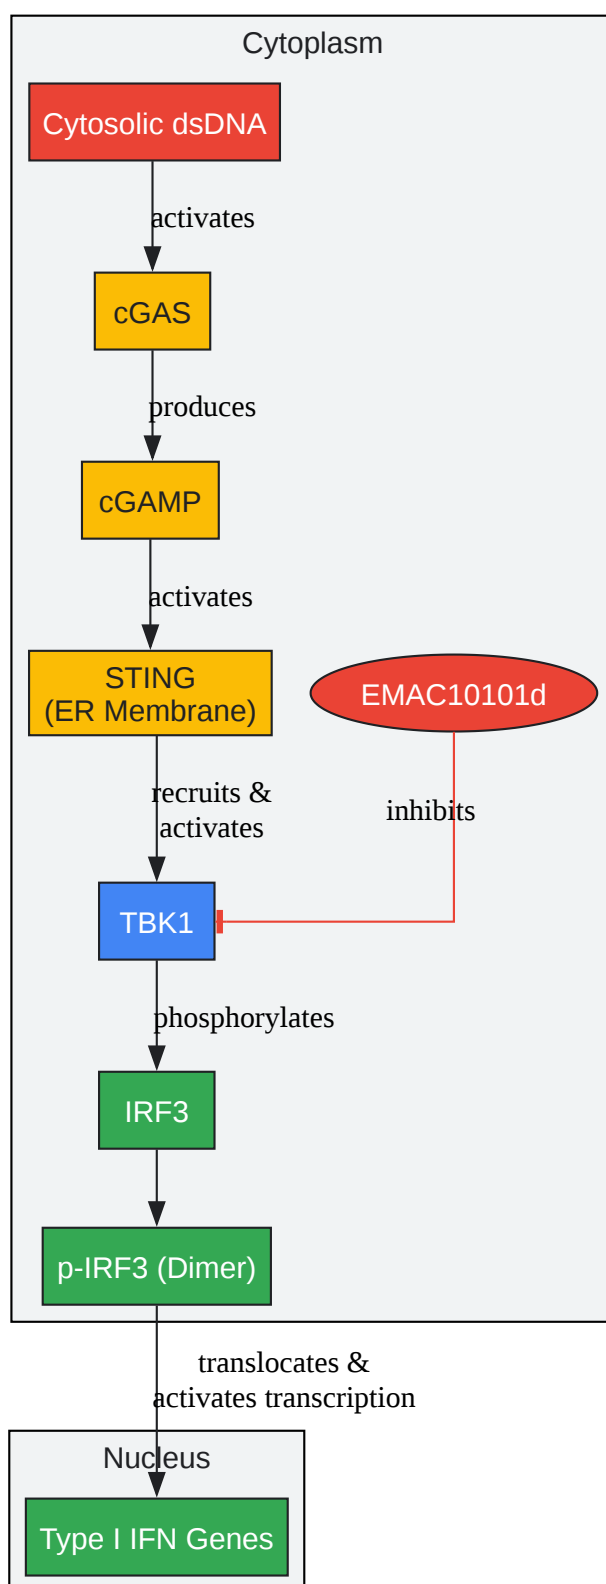 Cytoplasm
Cytosolic dsDNA
activates
cGAS
produces
cGAMP
activates
STING
(ER Membrane)
EMAC10101d
recruits &
activates
inhibits
TBK1
phosphorylates
IRF3
p-IRF3 (Dimer)
translocates &
activates transcription
Nucleus
Type I IFN Genes